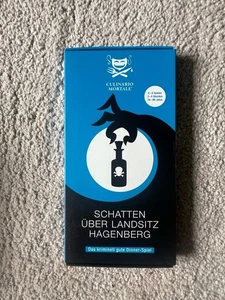 CULINARIO
MORTALE
SCHATTEN
ÜBER LANDSITZ
HAGENBERG
Das kriminell gute Dinner-Spiel